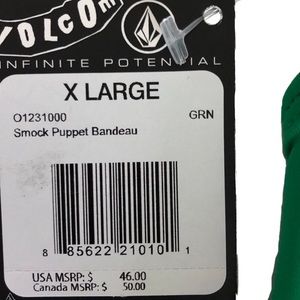 VOLCOM
INFINITE POTENTIAL
X LARGE
O1231000 GRN
Smock Puppet Bandeau
8 85622 21010 1
USA MSRP: $ 46.00
Canada MSRP: $ 50.00